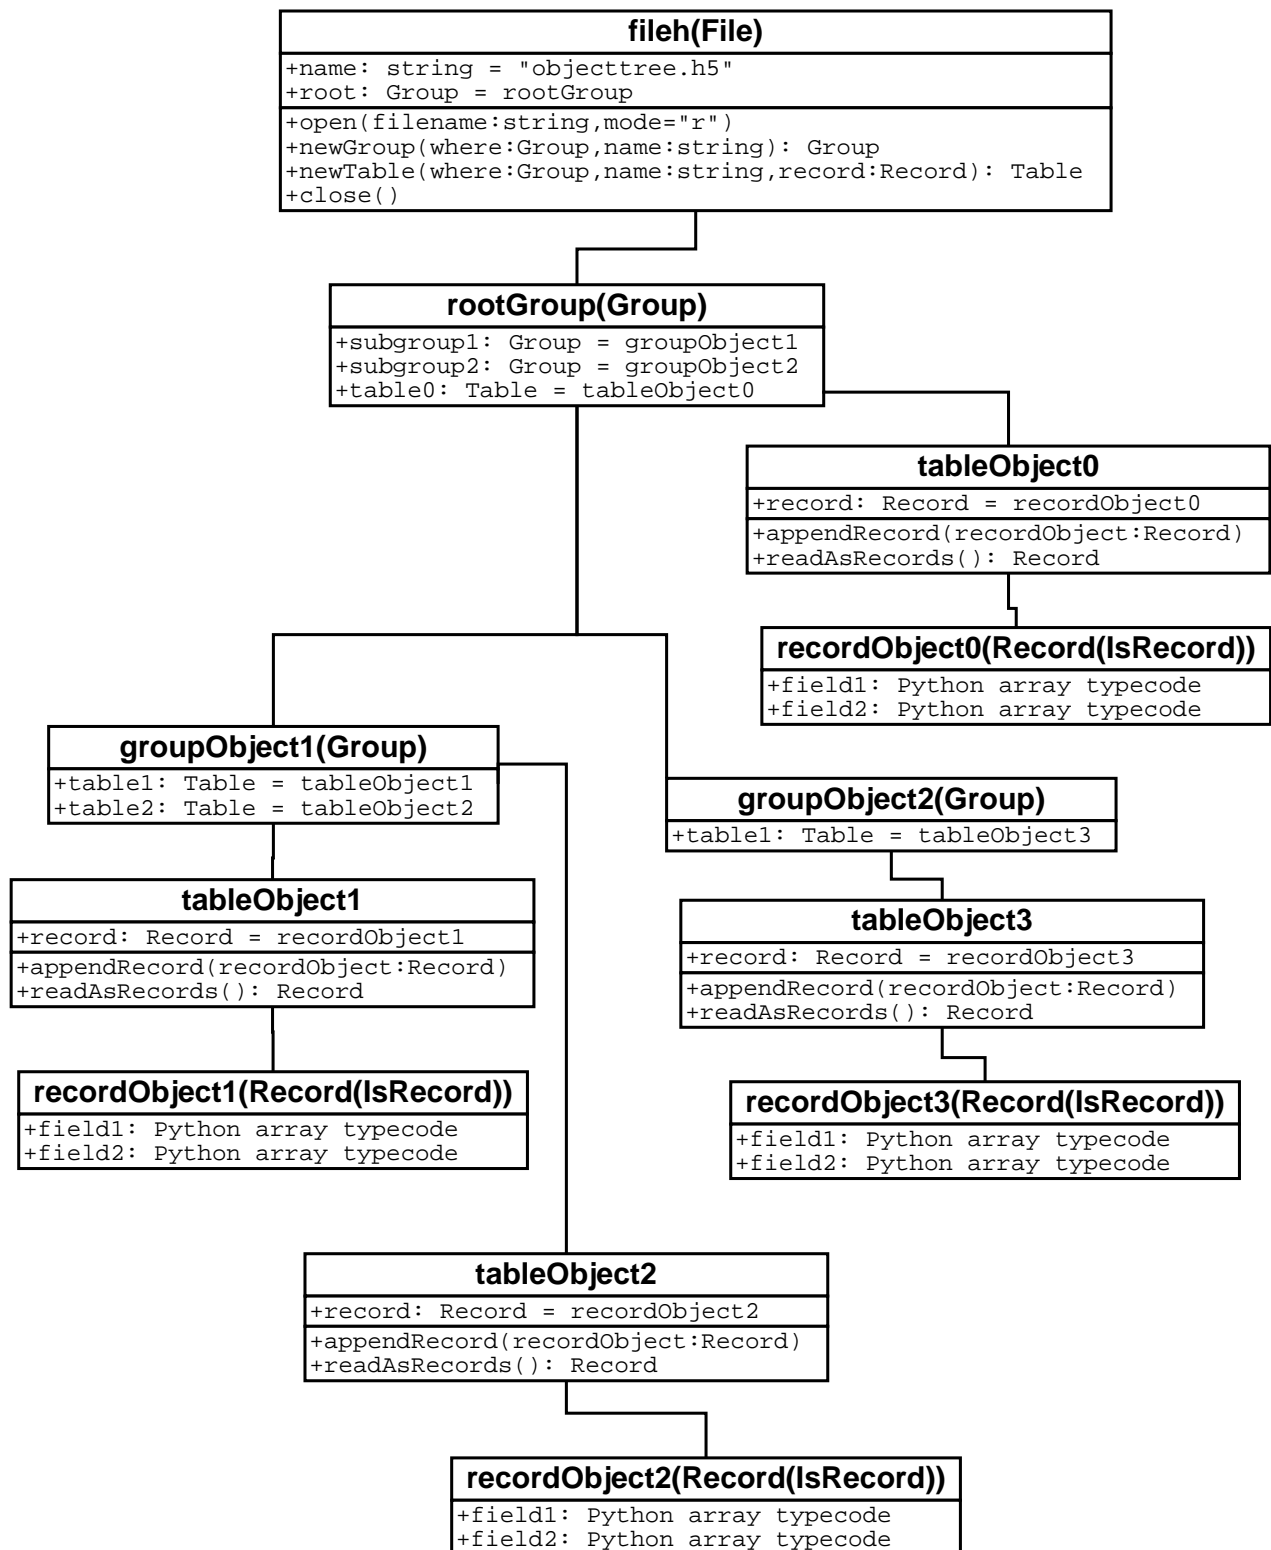 fileh(File)
+name: string = "objecttree.h5"
+root: Group = rootGroup
+open(filename:string,mode="r")
+newGroup(where:Group,name:string): Group
+newTable(where:Group,name:string,record:Record): Table
+close()
rootGroup(Group)
+subgroup1: Group = groupObject1
+subgroup2: Group = groupObject2
+table0: Table = tableObject0
tableObject0
+record: Record = recordObject0
+appendRecord(recordObject:Record)
+readAsRecords(): Record
recordObject0(Record(IsRecord))
+field1: Python array typecode
+field2: Python array typecode
groupObject1(Group)
+table1: Table = tableObject1
+table2: Table = tableObject2
groupObject2(Group)
+table1: Table = tableObject3
tableObject1
+record: Record = recordObject1
+appendRecord(recordObject:Record)
+readAsRecords(): Record
tableObject3
+record: Record = recordObject3
+appendRecord(recordObject:Record)
+readAsRecords(): Record
recordObject1(Record(IsRecord))
+field1: Python array typecode
+field2: Python array typecode
recordObject3(Record(IsRecord))
+field1: Python array typecode
+field2: Python array typecode
tableObject2
+record: Record = recordObject2
+appendRecord(recordObject:Record)
+readAsRecords(): Record
recordObject2(Record(IsRecord))
+field1: Python array typecode
+field2: Python array typecode